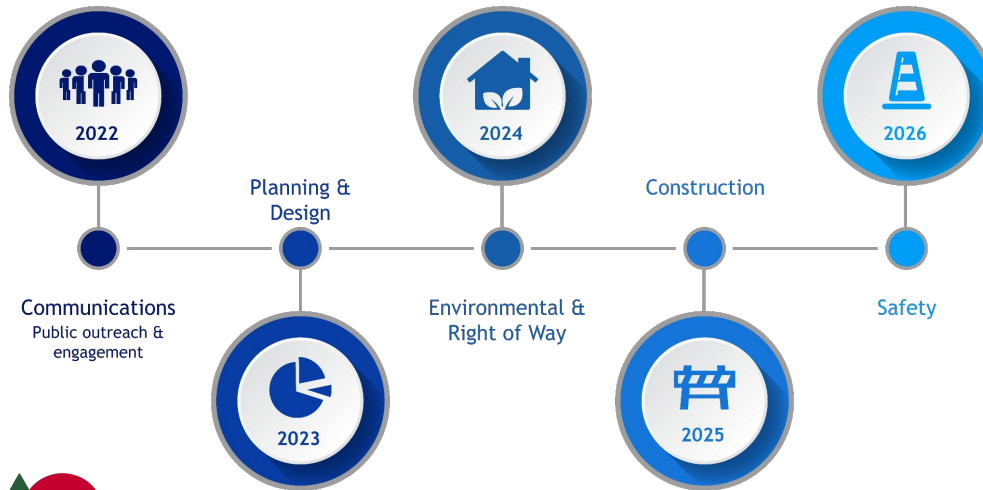 2022
Communications
Public outreach &
engagement
Planning &
Design
2023
2024
Environmental &
Right of Way
Construction
2025
2026
Safety